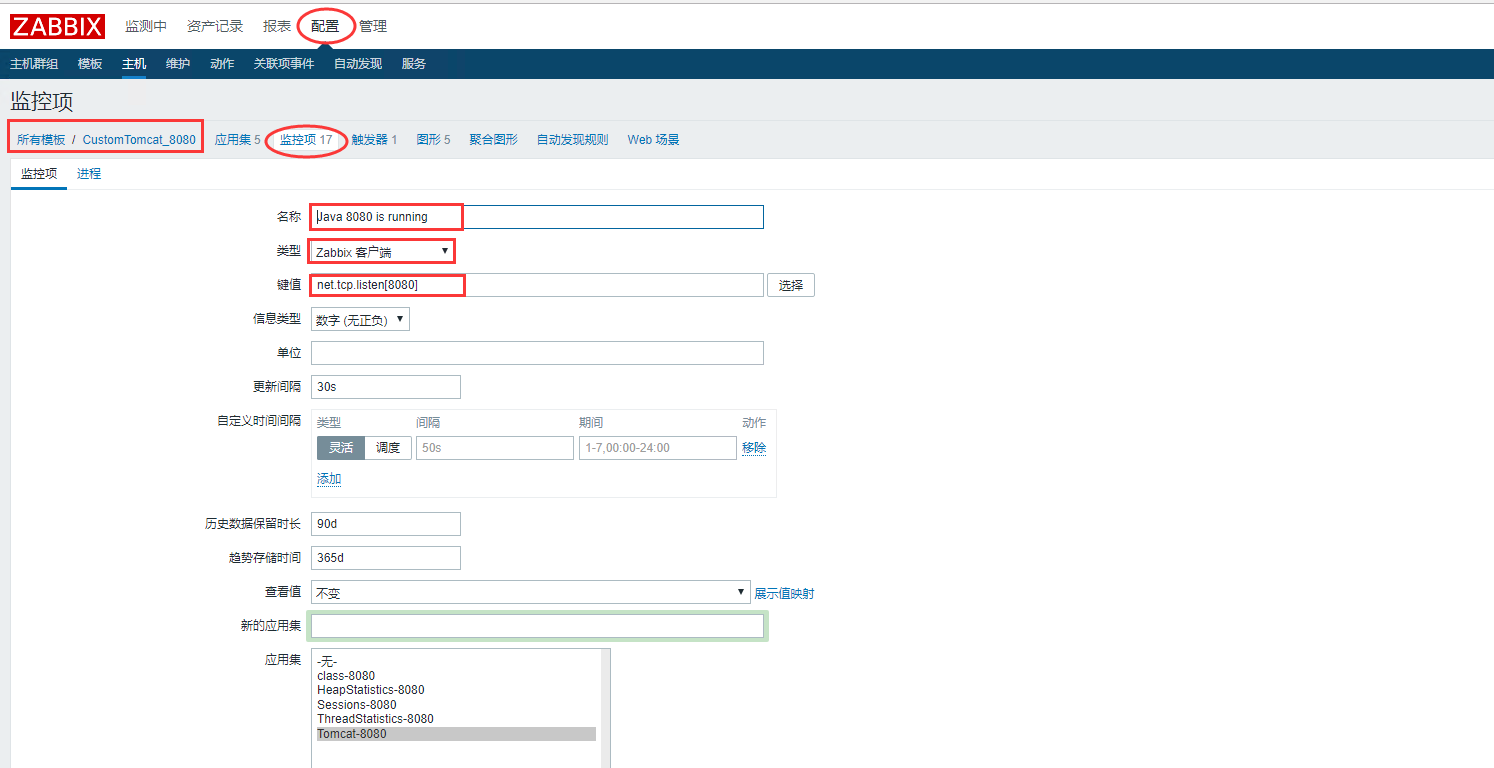 ZABBIX 监测中 资产记录 报表 配置 管理
主机群组 模板 主机 维护 动作 关联项事件 自动发现 服务
监控项
所有模板 / CustomTomcat_8080 应用集 5 监控项 17 触发器 1 图形 5 聚合图形 自动发现规则 Web 场景
监控项 进程
名称 Java 8080 is running
类型 Zabbix 客户端
键值 net.tcp.listen[8080] 选择
信息类型 数字 (无正负)
单位
更新间隔 30s
自定义时间间隔 类型 间隔 期间 动作
灵活 调度 50s 1-7,00:00-24:00 移除
添加
历史数据保留时长 90d
趋势存储时间 365d
查看值 不变 展示值映射
新的应用集
应用集 -无-
class-8080
HeapStatistics-8080
Sessions-8080
ThreadStatistics-8080
Tomcat-8080